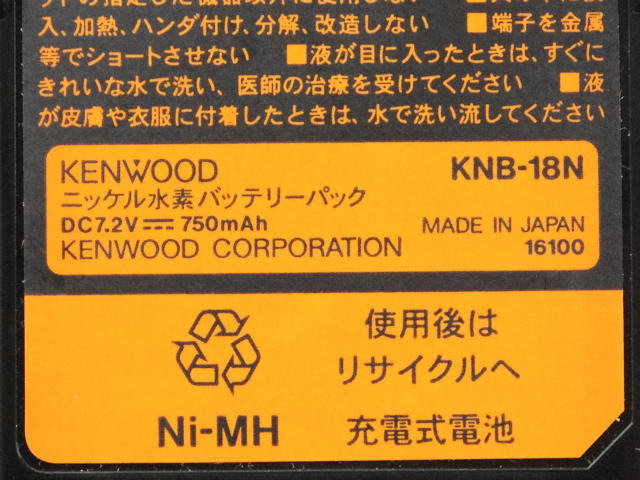 入、加熱、ハンダ付け、分解、改造しない ■端子を金属
等でショートさせない ■液が目に入ったときは、すぐに
きれいな水で洗い、医師の治療を受けてください ■液
が皮膚や衣服に付着したときは、水で洗い流してください
KENWOOD KNB-18N
ニッケル水素バッテリーパック
DC7.2V⎓750mAh MADE IN JAPAN
KENWOOD CORPORATION 16100
使用後は
リサイクルへ
Ni-MH 充電式電池